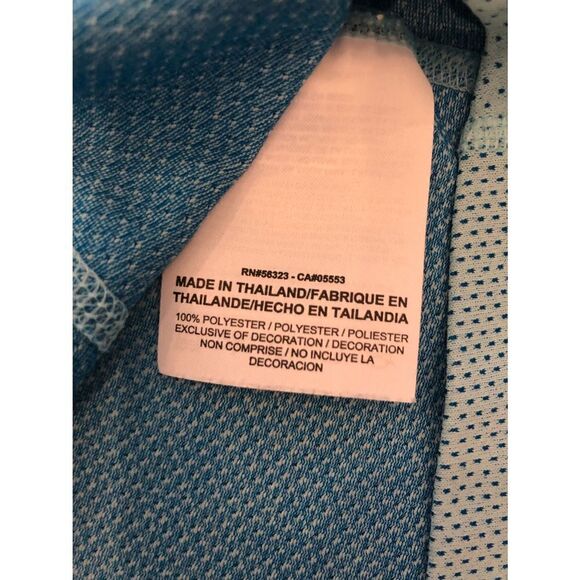 RN#56323 - CA#05553
MADE IN THAILAND/FABRIQUE EN
THAILANDE/HECHO EN TAILANDIA
100% POLYESTER / POLYESTER / POLIESTER
EXCLUSIVE OF DECORATION / DECORATION
NON COMPRISE / NO INCLUYE LA
DECORACION